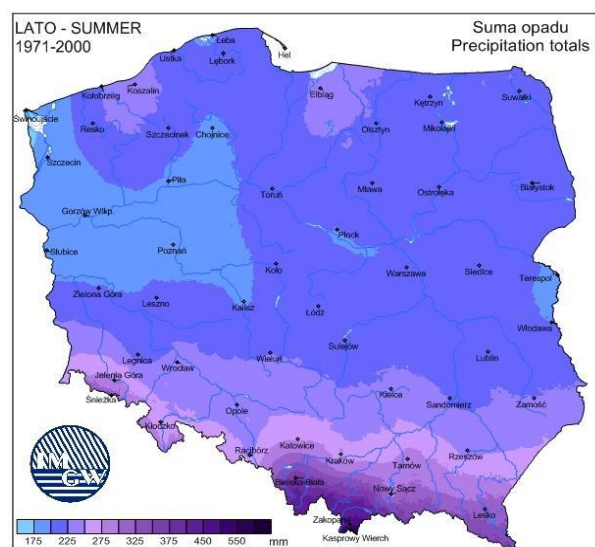 LATO - SUMMER
1971-2000
Suma opadu
Precipitation totals
Łeba
Ustka
Lębork
Hel
Kołobrzeg
Koszalin
Elbląg
Kętrzyn
Suwałki
Świnoujście
Resko
Szczecinek
Chojnice
Olsztyn
Mikołajki
Szczecin
Piła
Toruń
Mława
Ostrołęka
Białystok
Gorzów Wlkp.
Płock
Słubice
Poznań
Koło
Warszawa
Siedlce
Terespol
Zielona Góra
Leszno
Kalisz
Łódź
Włodawa
Legnica
Wrocław
Wieluń
Sulejów
Lublin
Jelenia Góra
Śnieżka
Opole
Kielce
Sandomierz
Zamość
Kłodzko
Racibórz
Katowice
Kraków
Tarnów
Rzeszów
Bielsko-Biała
Nowy Sącz
Lesko
Zakopane
Kasprowy Wierch
IM
GW
175 225 275 325 375 450 550 mm